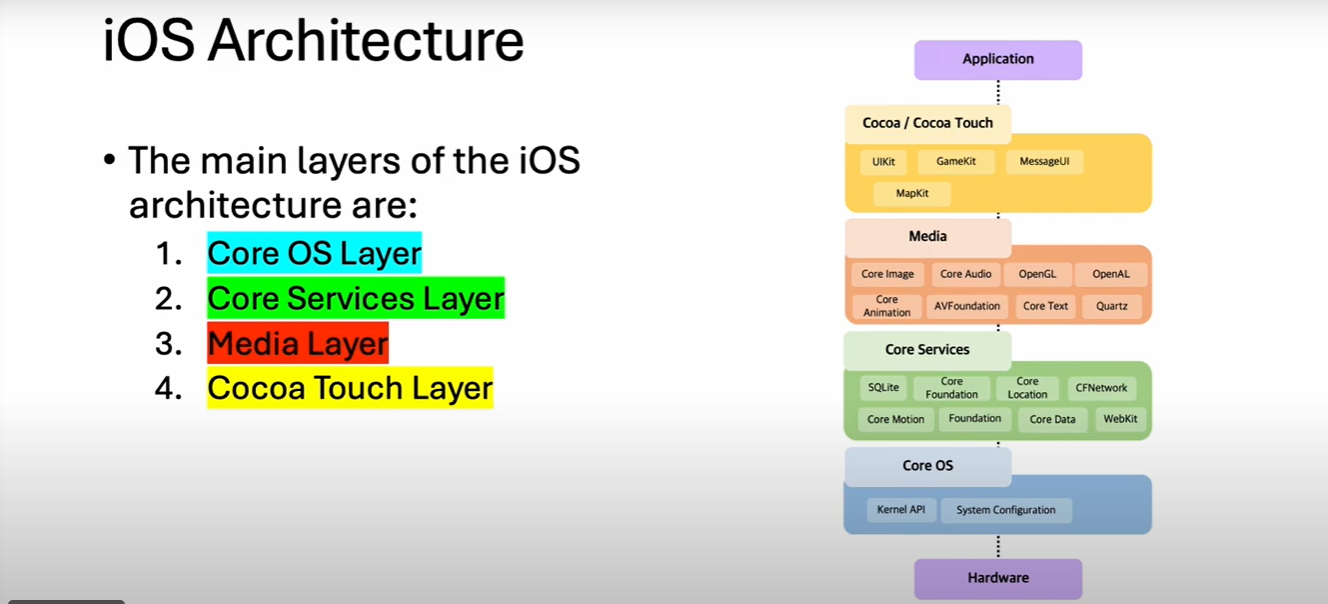 iOS Architecture
• The main layers of the iOS
architecture are:
1. Core OS Layer
2. Core Services Layer
3. Media Layer
4. Cocoa Touch Layer
Application
Cocoa / Cocoa Touch
UIKit GameKit MessageUI
MapKit
Media
Core Image Core Audio OpenGL OpenAL
Core Animation AVFoundation Core Text Quartz
Core Services
SQLite Core Foundation Core Location CFNetwork
Core Motion Foundation Core Data WebKit
Core OS
Kernel API System Configuration
Hardware